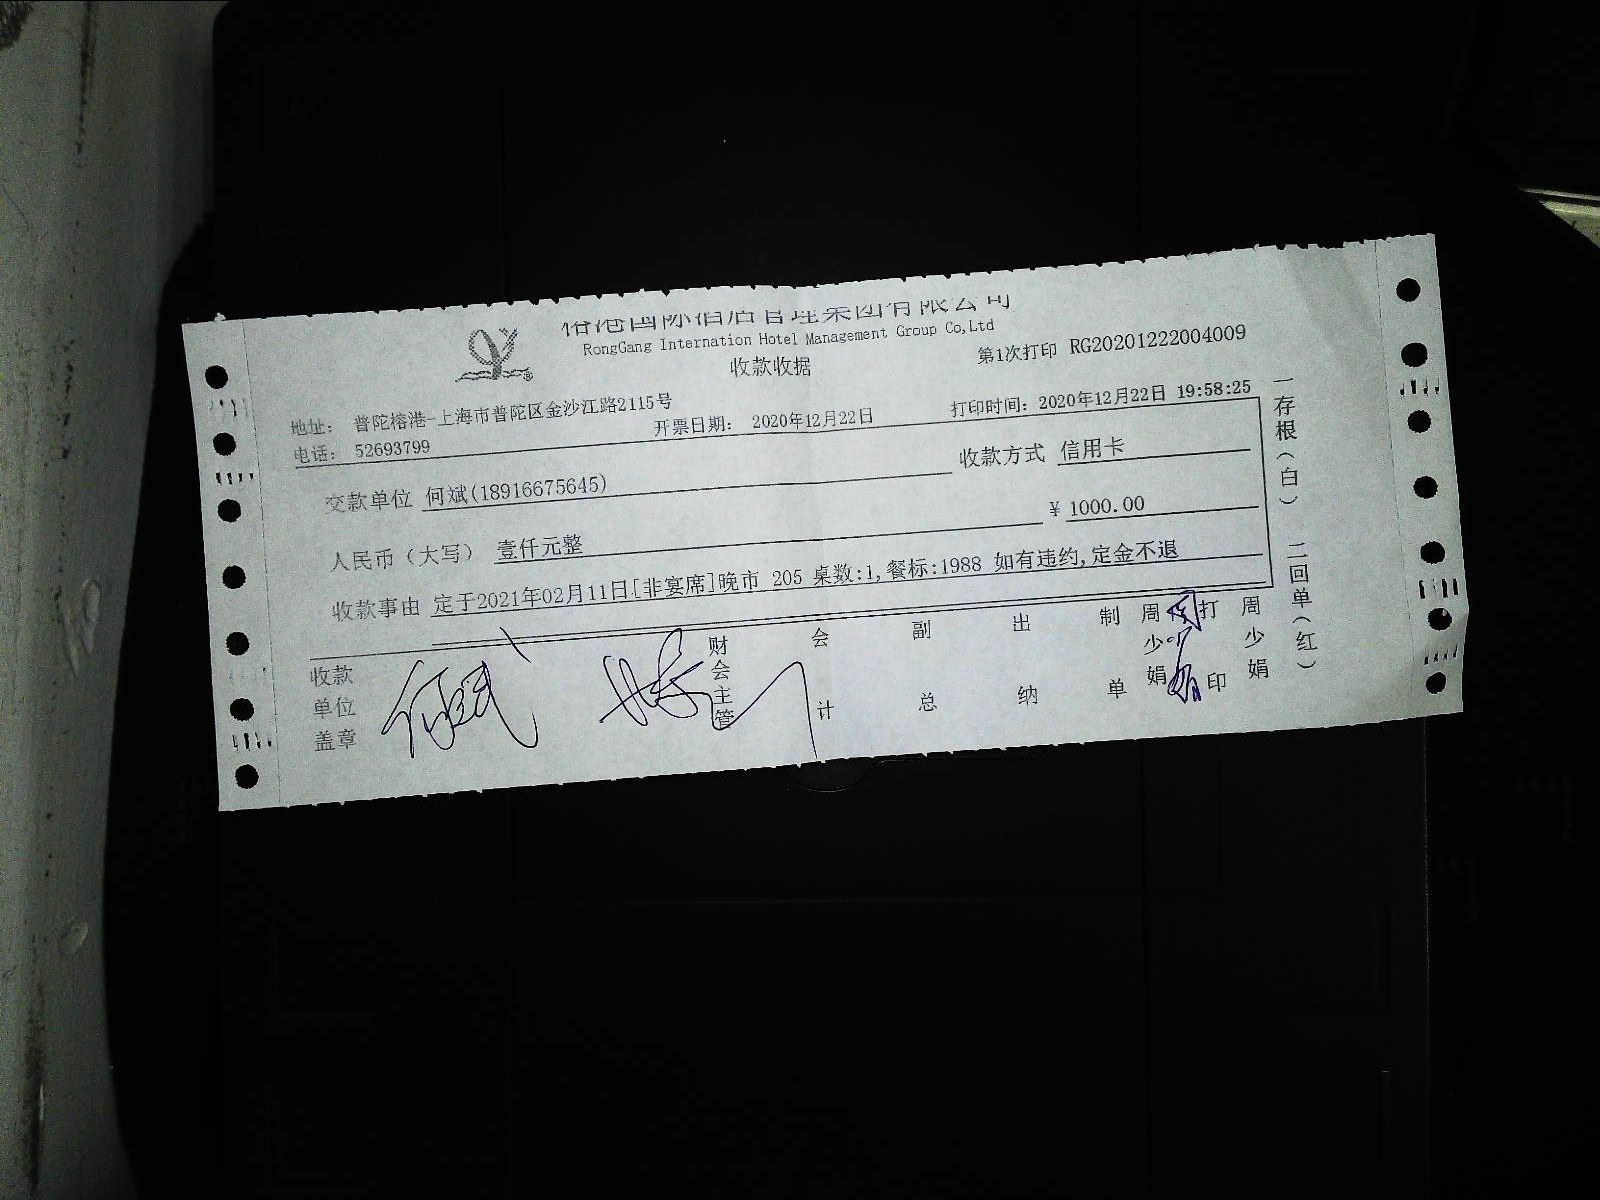 榕港国际酒店管理集团有限公司
RongGang Internation Hotel Management Group Co,Ltd
收款收据
第1次打印 RG20201222004009
地址： 普陀榕港-上海市普陀区金沙江路2115号
电话： 52693799
开票日期： 2020年12月22日
打印时间：2020年12月22日 19:58:25
交款单位 何斌(18916675645)
收款方式 信用卡
人民币（大写） 壹仟元整
¥ 1000.00
收款事由 定于2021年02月11日[非宴席]晚市 205 桌数:1,餐标:1988 如有违约,定金不退
收款单位盖章
何斌
财会主管
会计
副总
出纳
制单
周少娟
打印
周少娟
一存根（白） 二回单（红）